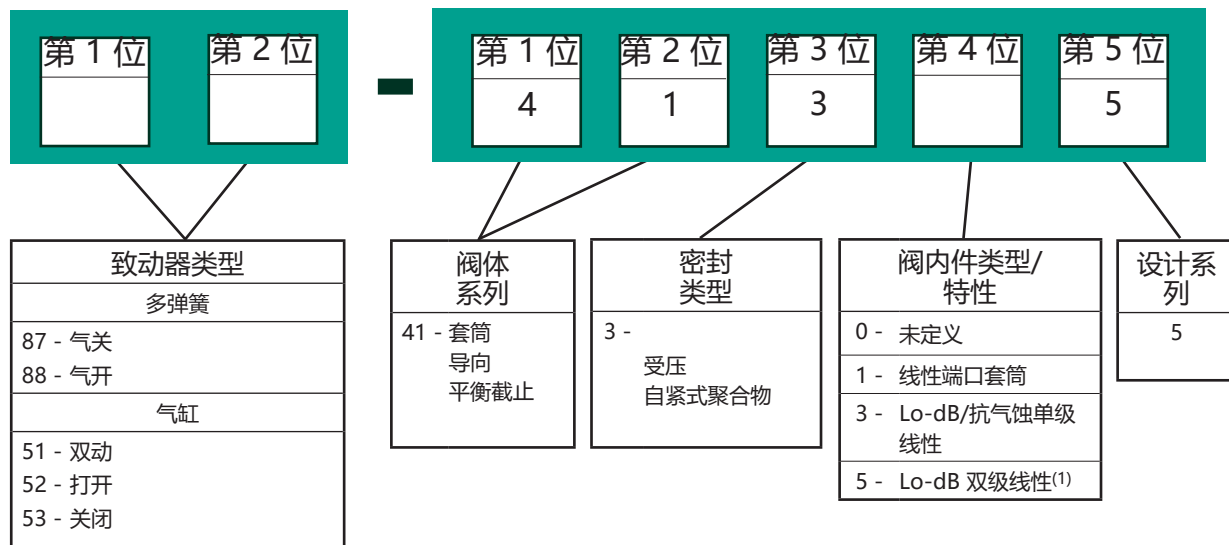 第 1 位
第 2 位
-
第 1 位
第 2 位
第 3 位
第 4 位
第 5 位
4
1
3
5
致动器类型
多弹簧
87 - 气关
88 - 气开
气缸
51 - 双动
52 - 打开
53 - 关闭
阀体
系列
41 - 套筒
导向
平衡截止
密封
类型
3 -
受压
自紧式聚合物
阀内件类型/
特性
0 - 未定义
1 - 线性端口套筒
3 - Lo-dB/抗气蚀单级
线性
5 - Lo-dB 双级线性(1)
设计系
列
5